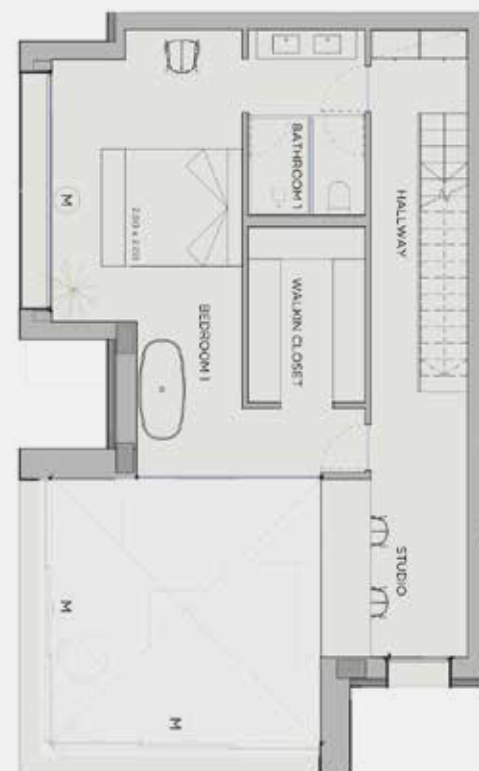 BATHROOM 1
HALLWAY
M
2.00 x 2.00
WALKIN CLOSET
BEDROOM 1
STUDIO
M
M